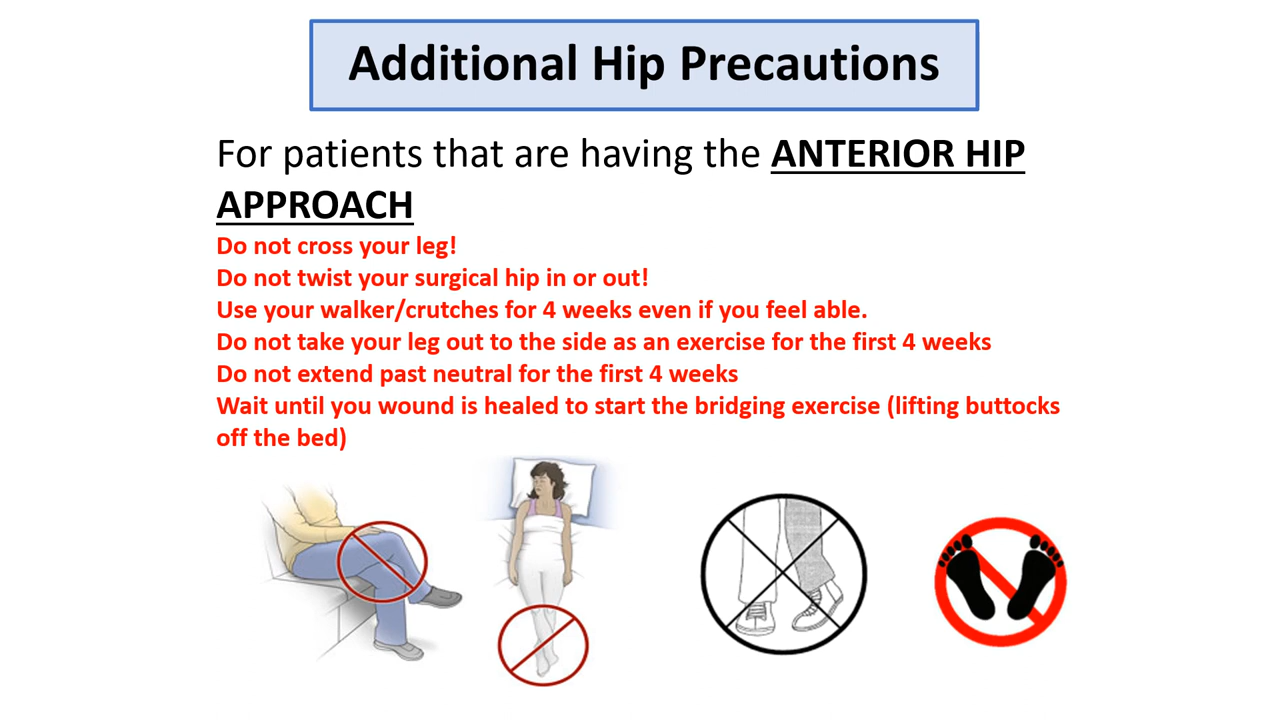 Additional Hip Precautions
For patients that are having the ANTERIOR HIP
APPROACH
Do not cross your leg!
Do not twist your surgical hip in or out!
Use your walker/crutches for 4 weeks even if you feel able.
Do not take your leg out to the side as an exercise for the first 4 weeks
Do not extend past neutral for the first 4 weeks
Wait until you wound is healed to start the bridging exercise (lifting buttocks
off the bed)